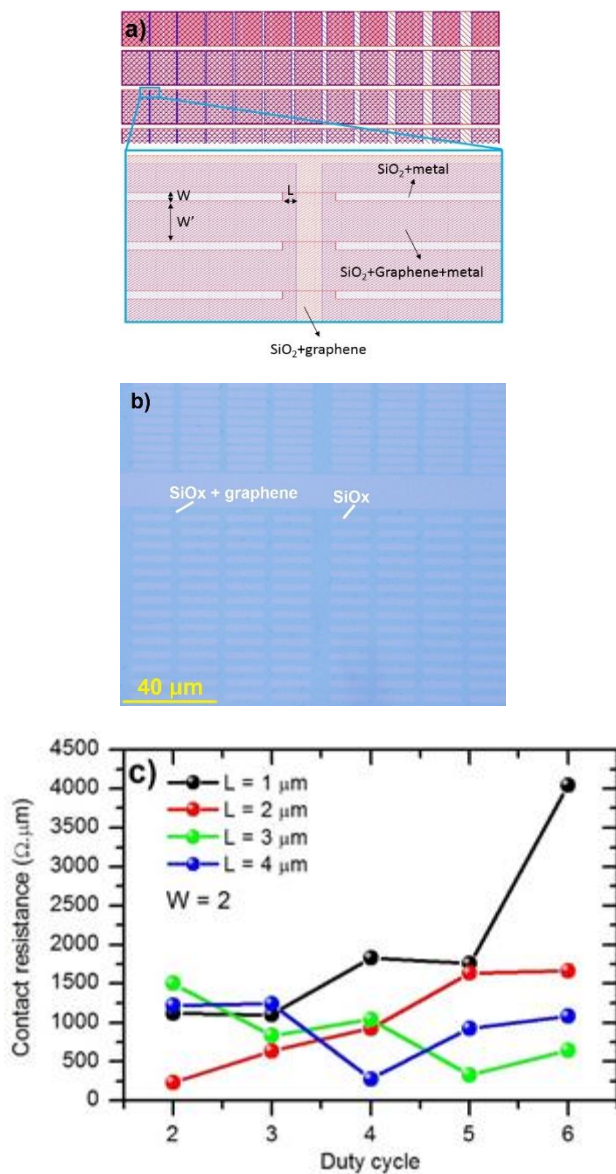 a)
SiO₂+metal
W
L
W'
SiO₂+Graphene+metal
SiO₂+graphene
b)
SiOx + graphene
SiOx
40 µm
c)
4500
4000
3500
3000
2500
2000
1500
1000
500
0
Contact resistance (Ω.µm)
L = 1 µm
L = 2 µm
L = 3 µm
L = 4 µm
W = 2
2 3 4 5 6
Duty cycle